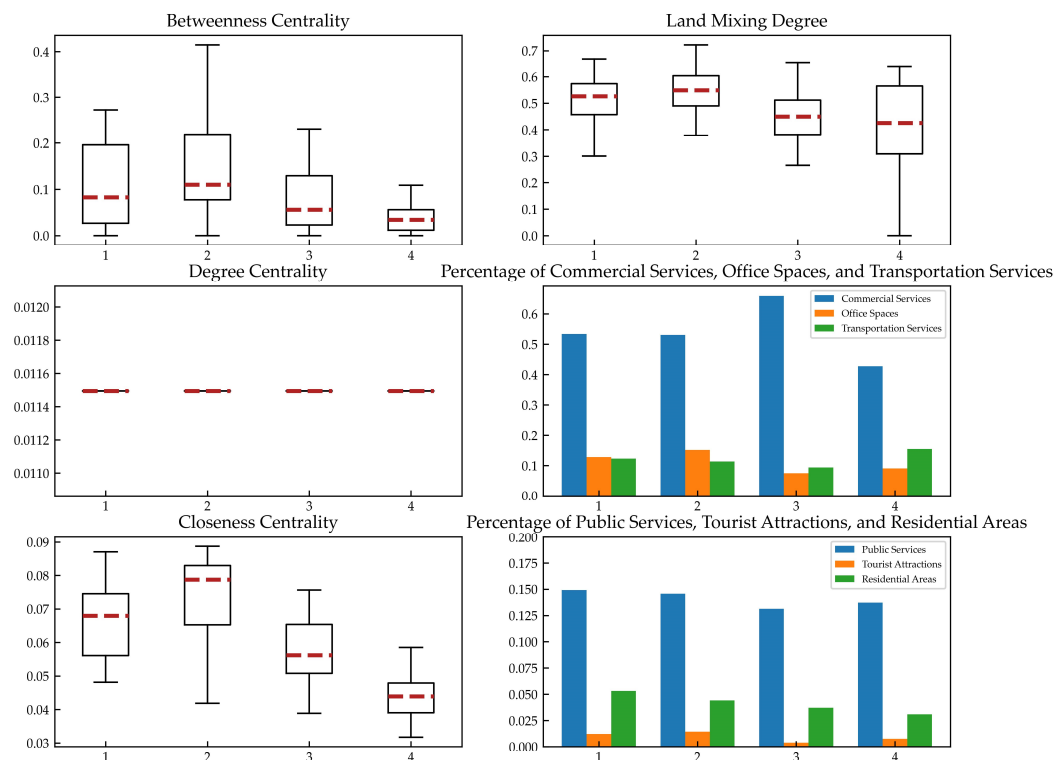 Betweenness Centrality
0.4
0.3
0.2
0.1
0.0
1 2 3 4
Land Mixing Degree
0.7
0.6
0.5
0.4
0.3
0.2
0.1
0.0
1 2 3 4
Degree Centrality
0.0120
0.0118
0.0116
0.0114
0.0112
0.0110
1 2 3 4
Percentage of Commercial Services, Office Spaces, and Transportation Services
Commercial Services
Office Spaces
Transportation Services
0.6
0.5
0.4
0.3
0.2
0.1
0.0
1 2 3 4
Closeness Centrality
0.09
0.08
0.07
0.06
0.05
0.04
0.03
1 2 3 4
Percentage of Public Services, Tourist Attractions, and Residential Areas
Public Services
Tourist Attractions
Residential Areas
0.200
0.175
0.150
0.125
0.100
0.075
0.050
0.025
0.000
1 2 3 4